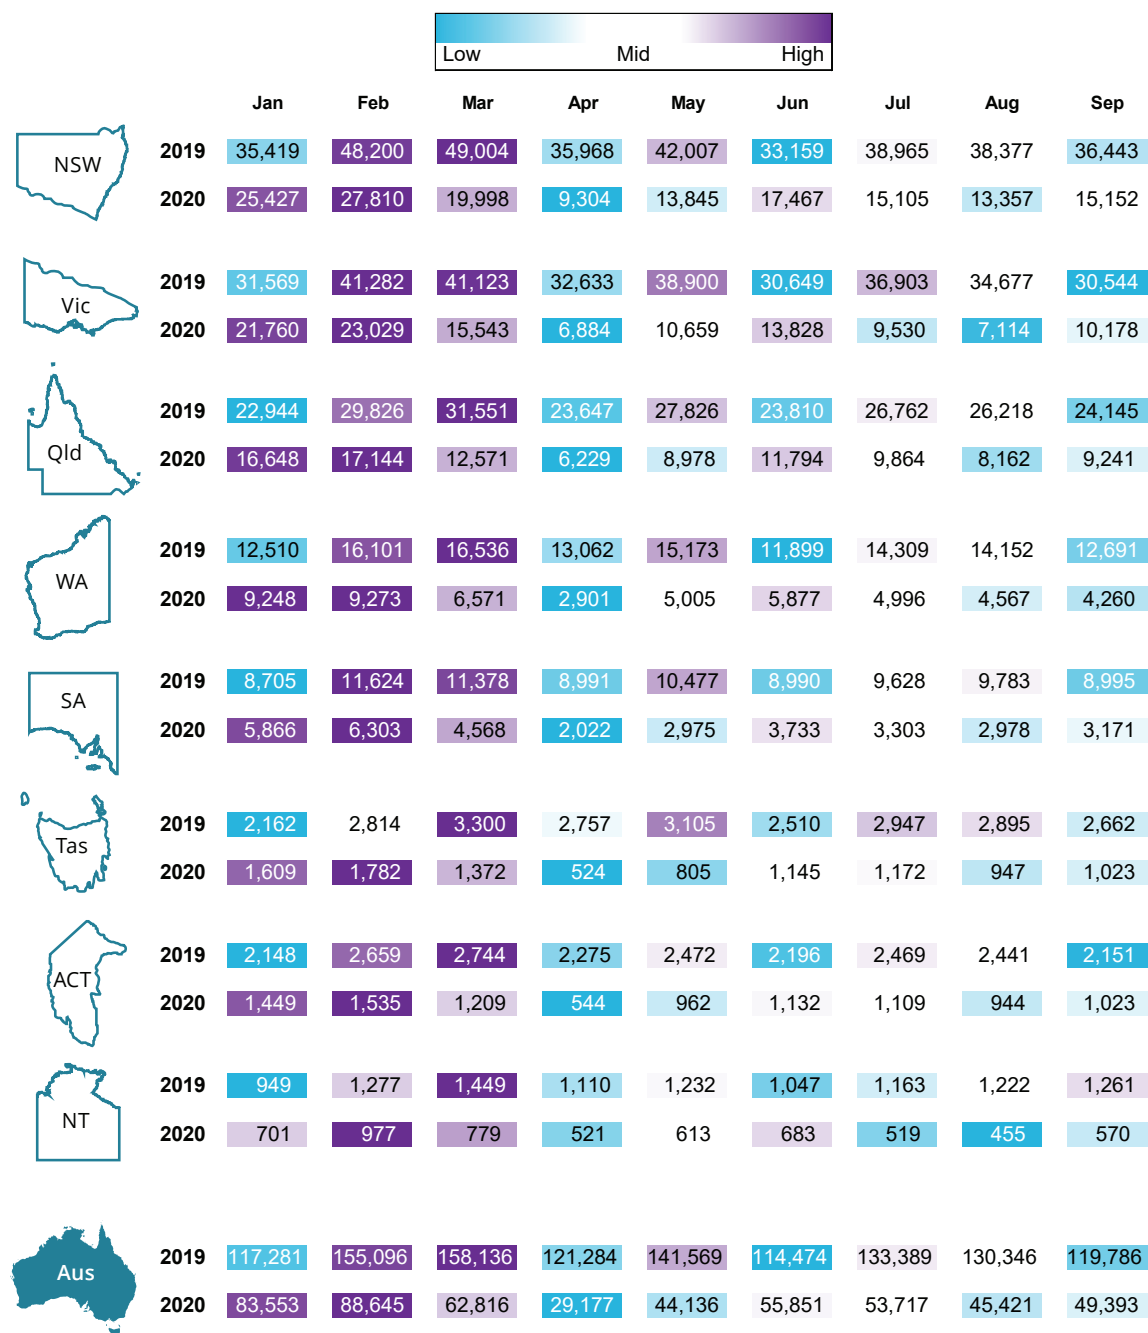 Low Mid High
Jan Feb Mar Apr May Jun Jul Aug Sep
NSW
2019 35,419 48,200 49,004 35,968 42,007 33,159 38,965 38,377 36,443
2020 25,427 27,810 19,998 9,304 13,845 17,467 15,105 13,357 15,152
Vic
2019 31,569 41,282 41,123 32,633 38,900 30,649 36,903 34,677 30,544
2020 21,760 23,029 15,543 6,884 10,659 13,828 9,530 7,114 10,178
Qld
2019 22,944 29,826 31,551 23,647 27,826 23,810 26,762 26,218 24,145
2020 16,648 17,144 12,571 6,229 8,978 11,794 9,864 8,162 9,241
WA
2019 12,510 16,101 16,536 13,062 15,173 11,899 14,309 14,152 12,691
2020 9,248 9,273 6,571 2,901 5,005 5,877 4,996 4,567 4,260
SA
2019 8,705 11,624 11,378 8,991 10,477 8,990 9,628 9,783 8,995
2020 5,866 6,303 4,568 2,022 2,975 3,733 3,303 2,978 3,171
Tas
2019 2,162 2,814 3,300 2,757 3,105 2,510 2,947 2,895 2,662
2020 1,609 1,782 1,372 524 805 1,145 1,172 947 1,023
ACT
2019 2,148 2,659 2,744 2,275 2,472 2,196 2,469 2,441 2,151
2020 1,449 1,535 1,209 544 962 1,132 1,109 944 1,023
NT
2019 949 1,277 1,449 1,110 1,232 1,047 1,163 1,222 1,261
2020 701 977 779 521 613 683 519 455 570
Aus
2019 117,281 155,096 158,136 121,284 141,569 114,474 133,389 130,346 119,786
2020 83,553 88,645 62,816 29,177 44,136 55,851 53,717 45,421 49,393